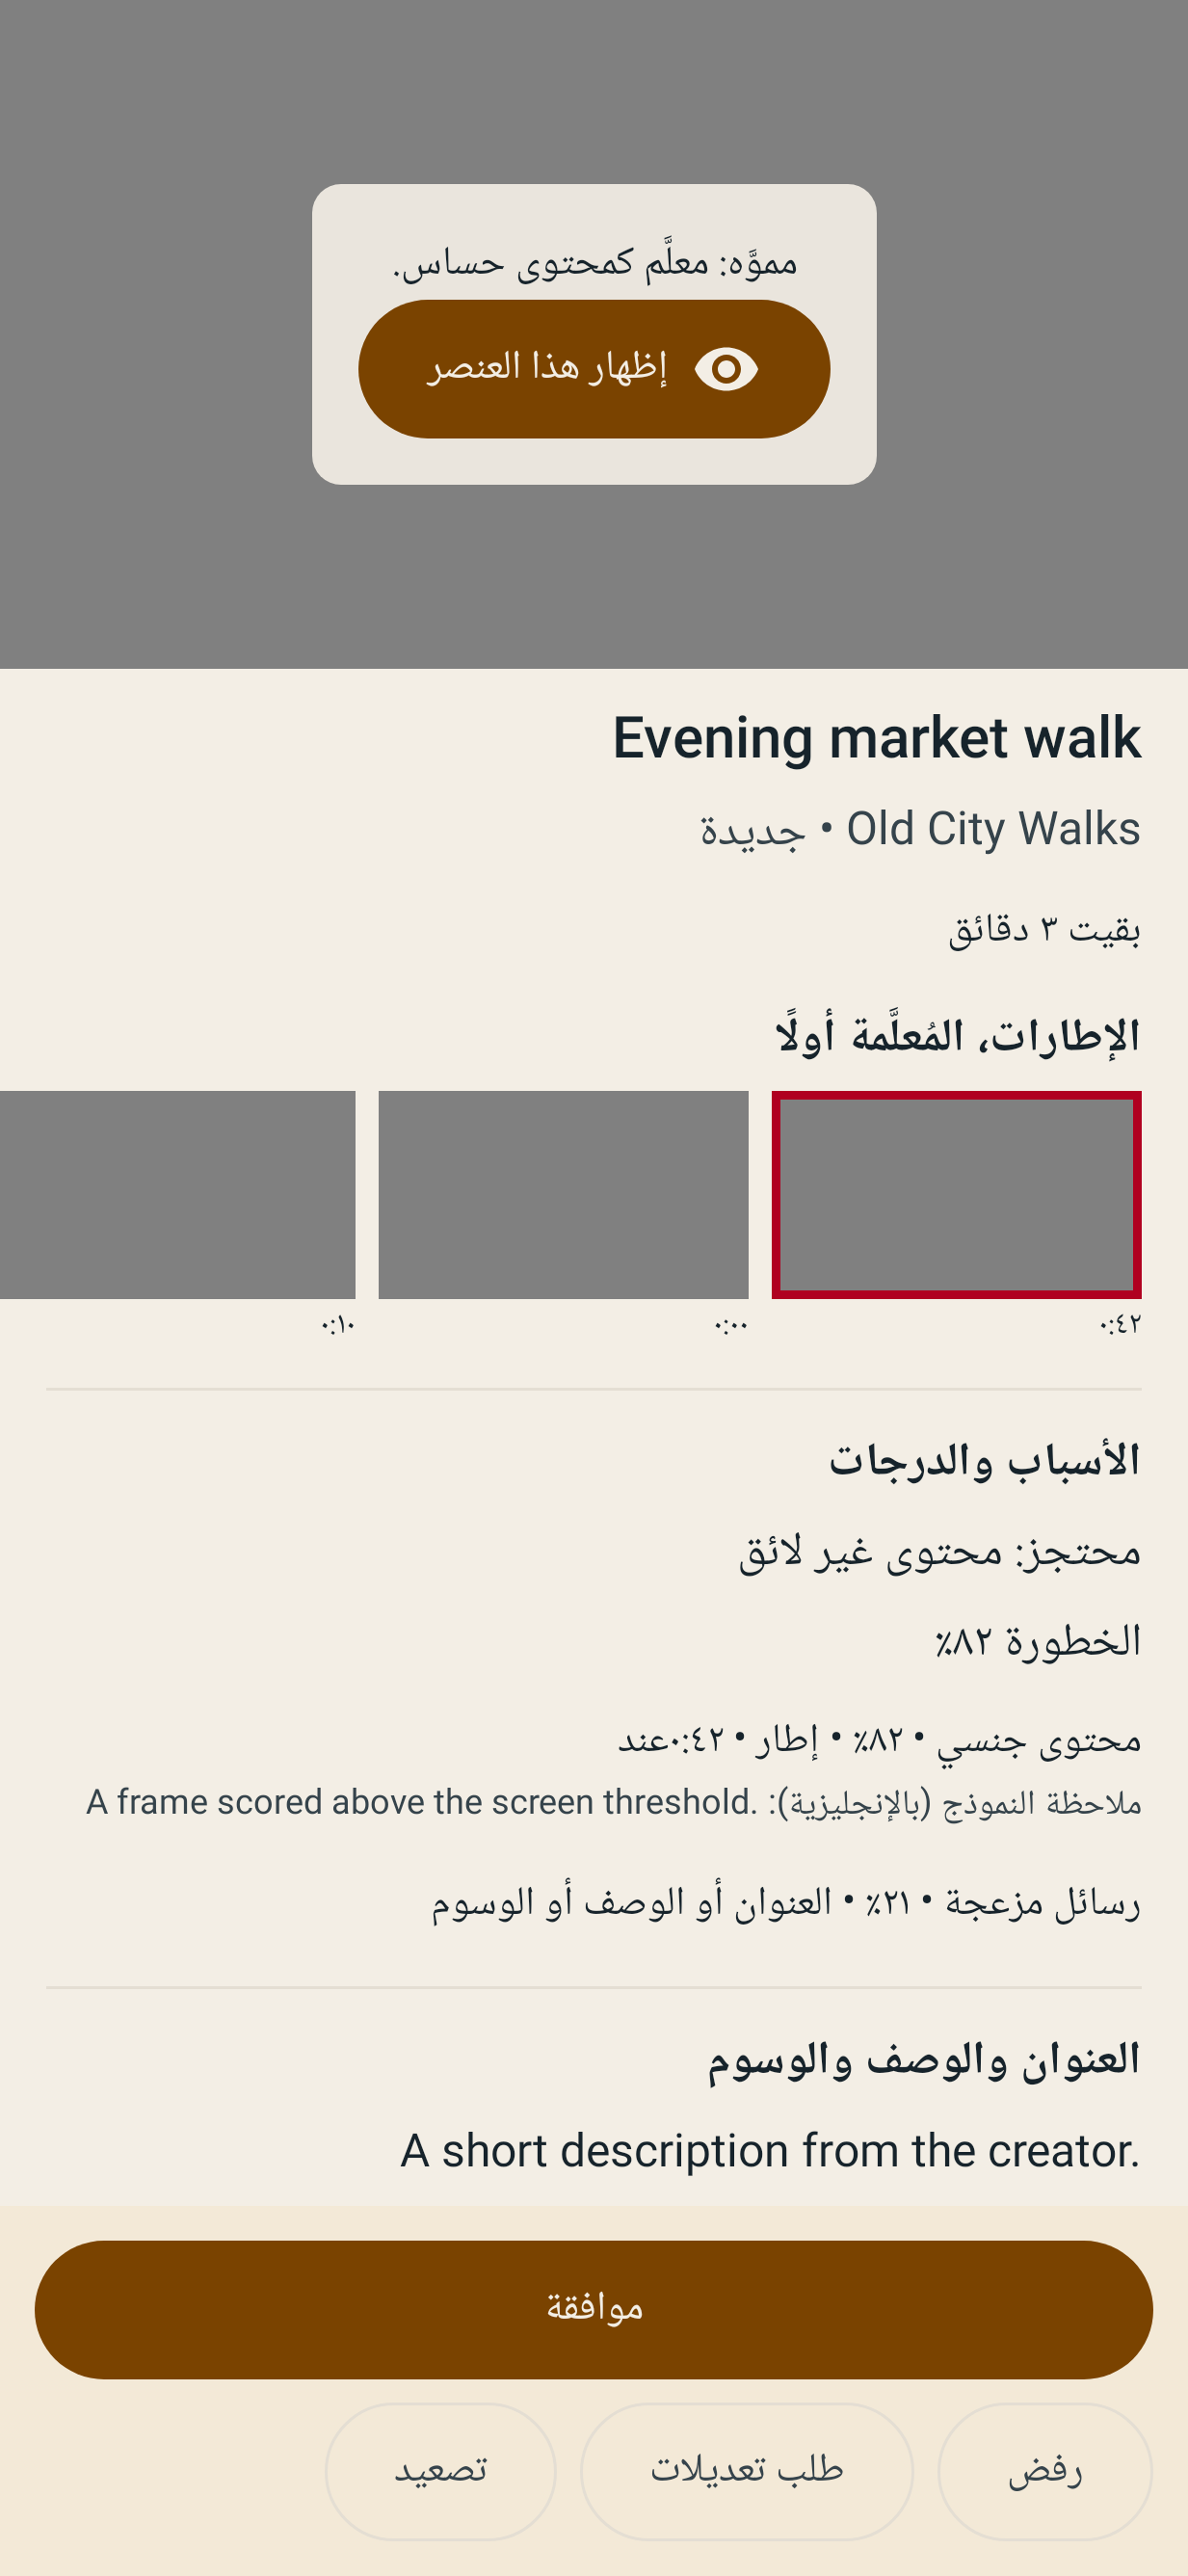 مموَّه: معلَّم كمحتوى حساس.
إظهار هذا العنصر
Evening market walk
Old City Walks • جديدة
بقيت ٣ دقائق
الإطارات، المُعلَّمة أولًا
٠:٤٢
٠:٠٠
٠:١٠
الأسباب والدرجات
محتجز: محتوى غير لائق
الخطورة ٨٢٪
محتوى جنسي • ٨٢٪ • إطار • ٠:٤٢عند
ملاحظة النموذج (بالإنجليزية): A frame scored above the screen threshold.
رسائل مزعجة • ٢١٪ • العنوان أو الوصف أو الوسوم
العنوان والوصف والوسوم
A short description from the creator.
موافقة
رفض
طلب تعديلات
تصعيد